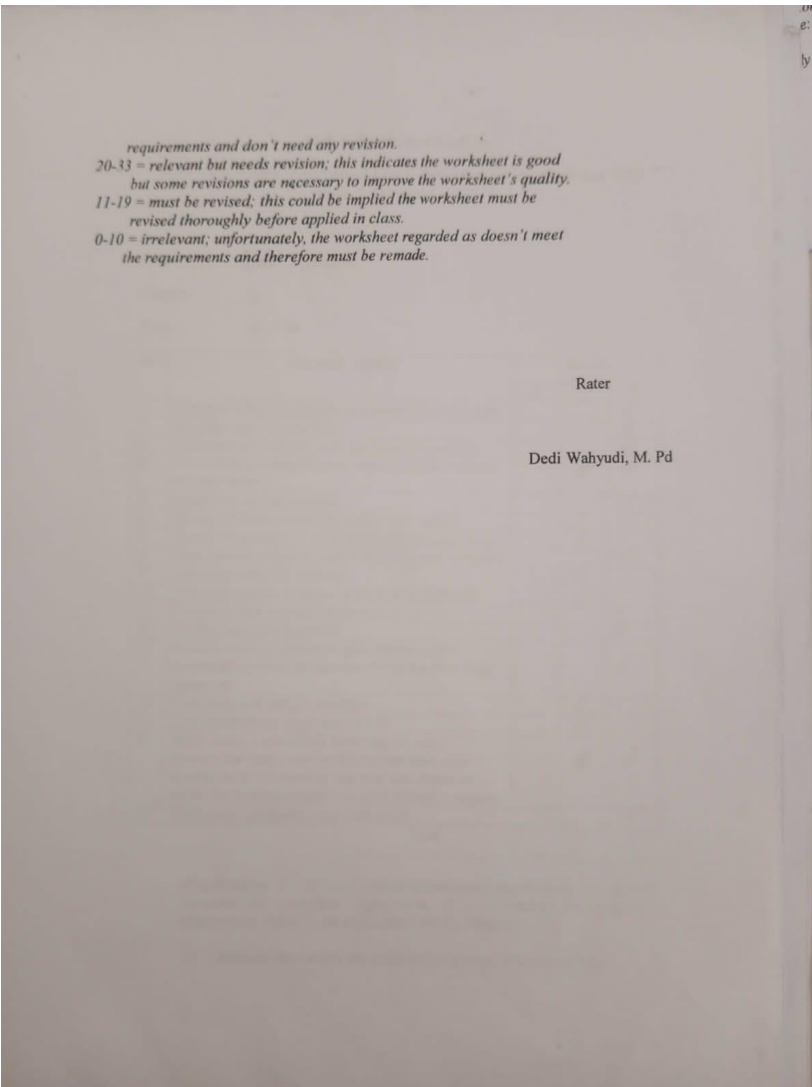 requirements and don't need any revision.
20-33 = relevant but needs revision; this indicates the worksheet is good
but some revisions are necessary to improve the worksheet's quality.
11-19 = must be revised; this could be implied the worksheet must be
revised thoroughly before applied in class.
0-10 = irrelevant; unfortunately, the worksheet regarded as doesn't meet
the requirements and therefore must be remade.
Rater
Dedi Wahyudi, M. Pd